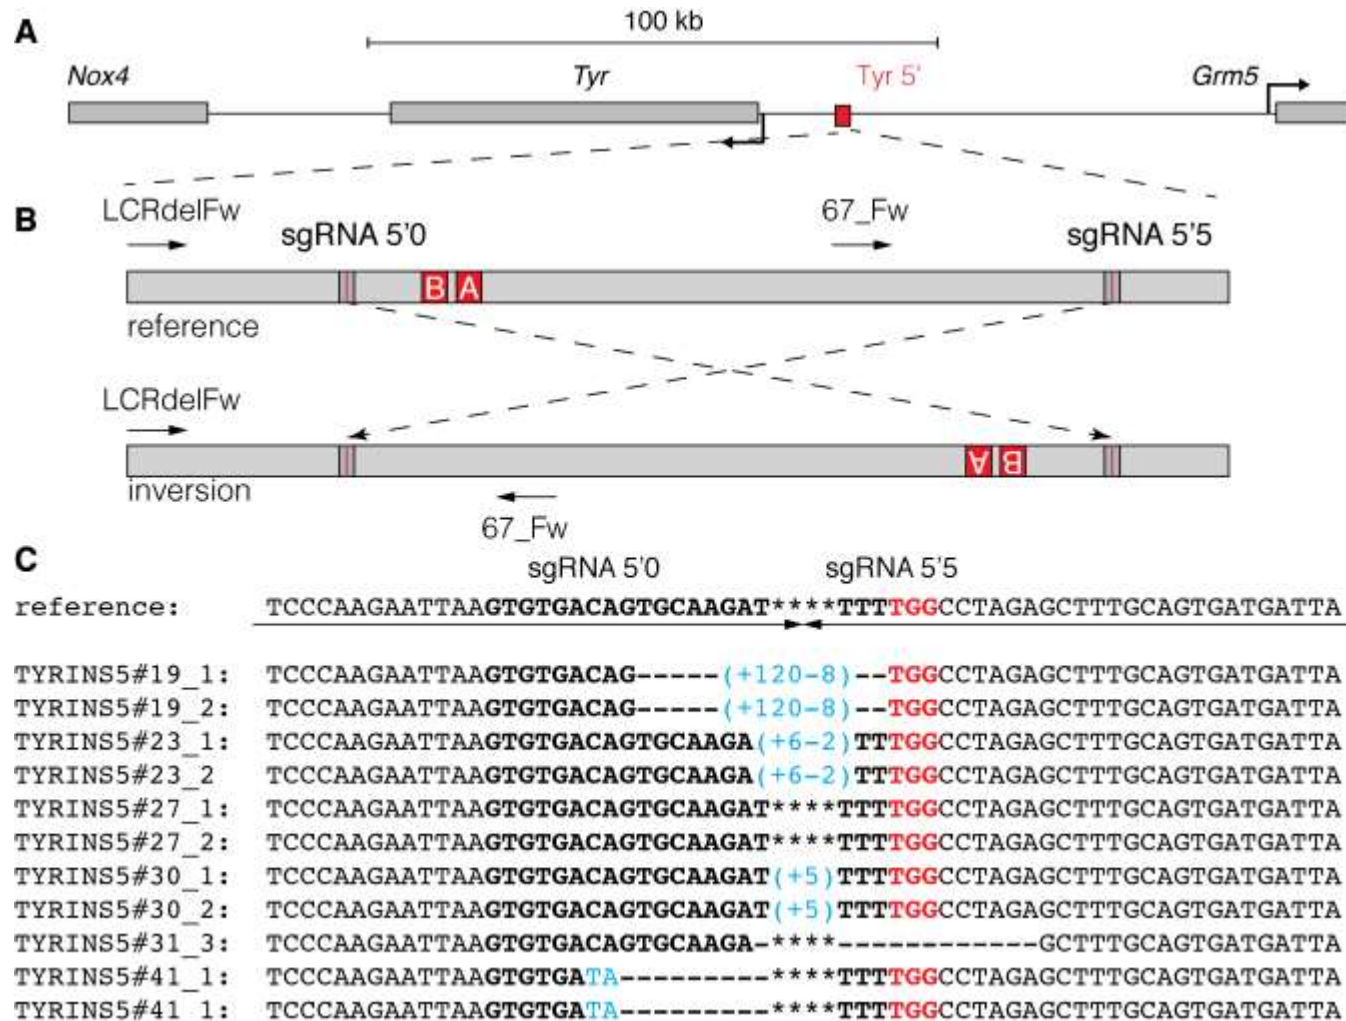 A
100 kb
Nox4 Tyr Tyr 5' Grm5
B
LCRdelFw 67_Fw
sgRNA 5'0 sgRNA 5'5
B A
reference
LCRdelFw
A B
inversion
67_Fw
C
sgRNA 5'0 sgRNA 5'5
reference: TCCCAAGAATTAAGTGTGACAGTGCAAGAT****TTTTGGCCTAGAGCTTTGCAGTGATGATTA
TYRINS5#19_1: TCCCAAGAATTAAGTGTGACAG-----(+120-8)--TGGCCTAGAGCTTTGCAGTGATGATTA
TYRINS5#19_2: TCCCAAGAATTAAGTGTGACAG-----(+120-8)--TGGCCTAGAGCTTTGCAGTGATGATTA
TYRINS5#23_1: TCCCAAGAATTAAGTGTGACAGTGCAAGA(+6-2)TTTGGCCTAGAGCTTTGCAGTGATGATTA
TYRINS5#23_2 TCCCAAGAATTAAGTGTGACAGTGCAAGA(+6-2)TTTGGCCTAGAGCTTTGCAGTGATGATTA
TYRINS5#27_1: TCCCAAGAATTAAGTGTGACAGTGCAAGAT****TTTTGGCCTAGAGCTTTGCAGTGATGATTA
TYRINS5#27_2: TCCCAAGAATTAAGTGTGACAGTGCAAGAT****TTTTGGCCTAGAGCTTTGCAGTGATGATTA
TYRINS5#30_1: TCCCAAGAATTAAGTGTGACAGTGCAAGAT(+5)TTTTGGCCTAGAGCTTTGCAGTGATGATTA
TYRINS5#30_2: TCCCAAGAATTAAGTGTGACAGTGCAAGAT(+5)TTTTGGCCTAGAGCTTTGCAGTGATGATTA
TYRINS5#31_3: TCCCAAGAATTAAGTGTGACAGTGCAAGA-****------------GCTTTGCAGTGATGATTA
TYRINS5#41_1: TCCCAAGAATTAAGTGTGATA---------****TTTTGGCCTAGAGCTTTGCAGTGATGATTA
TYRINS5#41_1: TCCCAAGAATTAAGTGTGATA---------****TTTTGGCCTAGAGCTTTGCAGTGATGATTA